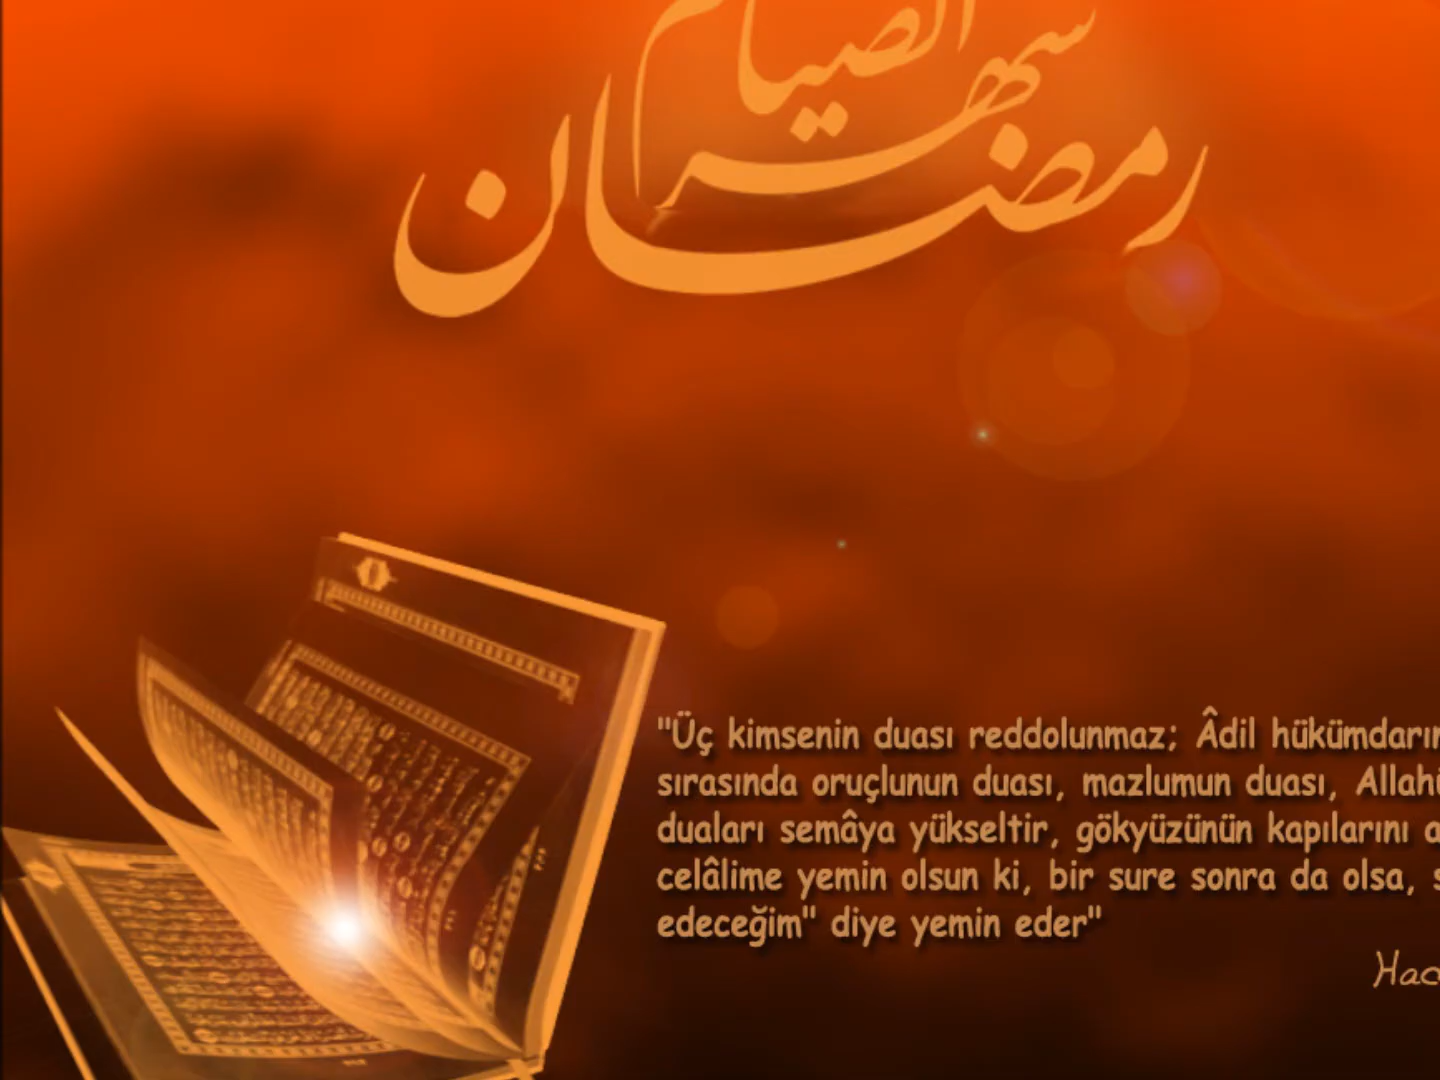 الصيام
شهر
رمضان
"Üç kimsenin duası reddolunmaz; Âdil hükümdarın
sırasında oruçlunun duası, mazlumun duası,
duaları semâya yükseltir, gökyüzünün kapılarını
celâlime yemin olsun ki, bir sure sonra da olsa,
edeceğim" diye yemin eder"